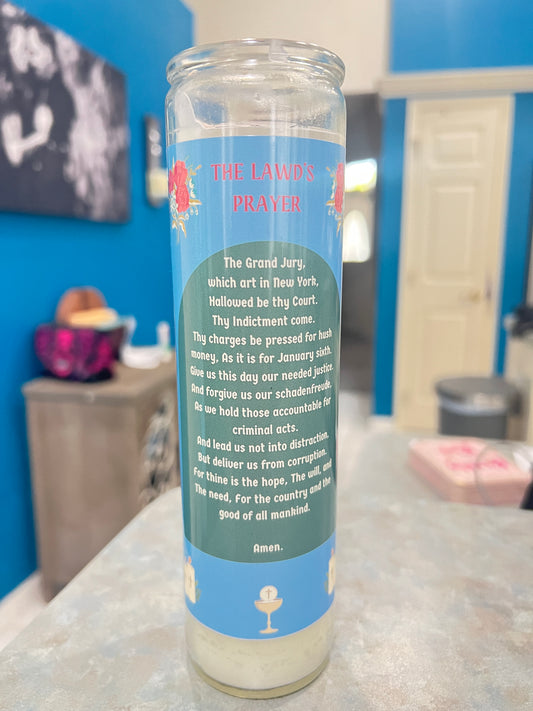 THE LAWD'S
PRAYER
The Grand Jury,
which art in New York,
Hallowed be thy Court.
Thy Indictment come.
Thy charges be pressed for hush
money, As it is for January sixth.
Give us this day our needed justice.
And forgive us our schadenfreude,
As we hold those accountable for
criminal acts.
And lead us not into distraction,
But deliver us from corruption.
For thine is the hope, The will, and
The need, For the country and the
good of all mankind.
Amen.